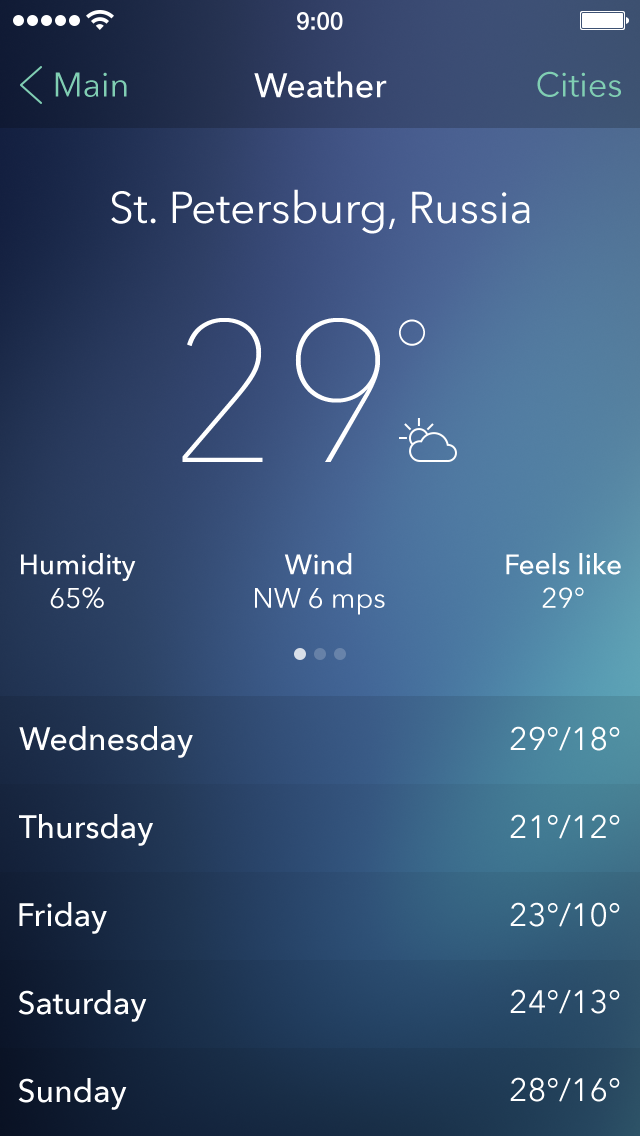 9:00
Main Weather Cities
St. Petersburg, Russia
29°
Humidity Wind Feels like
65% NW 6 mps 29°
Wednesday 29°/18°
Thursday 21°/12°
Friday 23°/10°
Saturday 24°/13°
Sunday 28°/16°